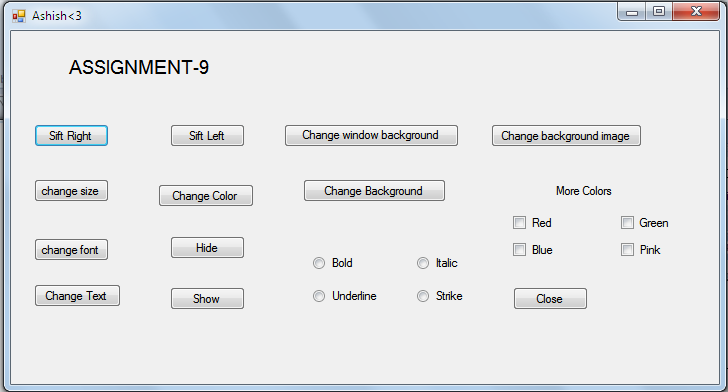 Ashish<3
ASSIGNMENT-9
Sift Right
Sift Left
Change window background
Change background image
change size
Change Color
Change Background
More Colors
Red
Green
change font
Hide
Blue
Pink
Bold
Italic
Change Text
Show
Underline
Strike
Close